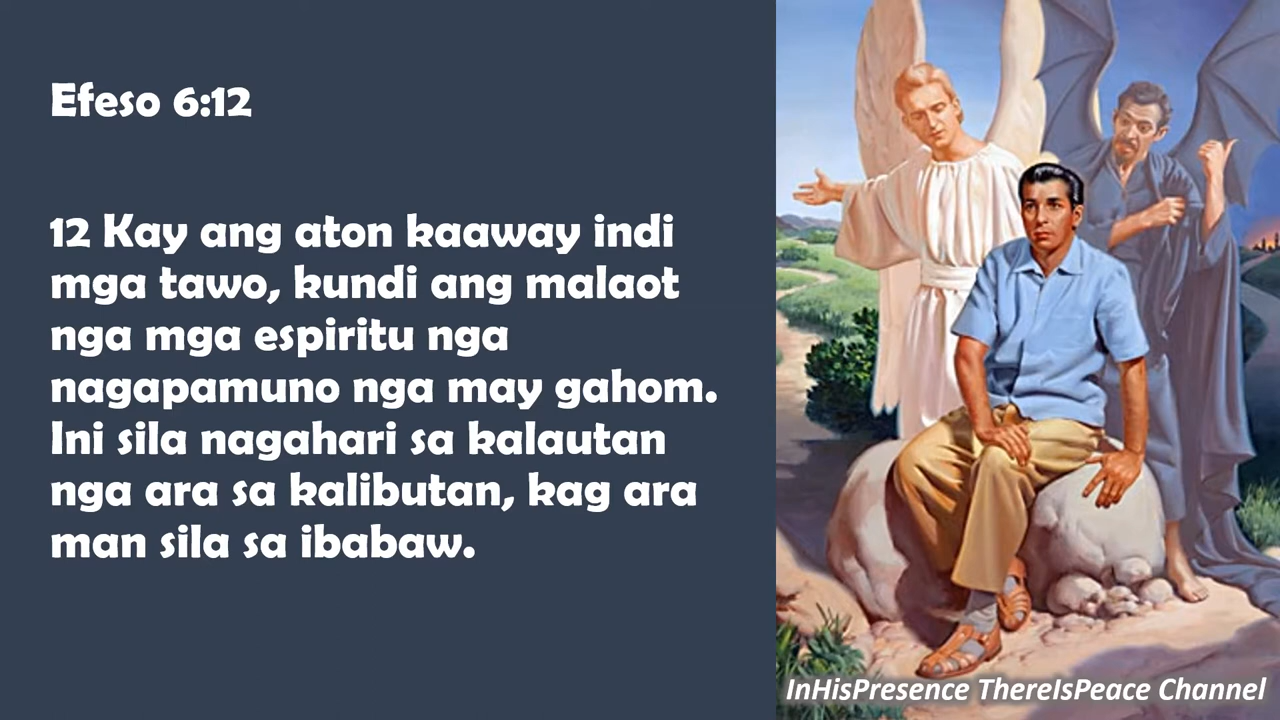 Efeso 6:12
12 Kay ang aton kaaway indi
mga tawo, kundi ang malaot
nga mga espiritu nga
nagapamuno nga may gahom.
Ini sila nagahari sa kalautan
nga ara sa kalibutan, kag ara
man sila sa ibabaw.
InHisPresence ThereIsPeace Channel